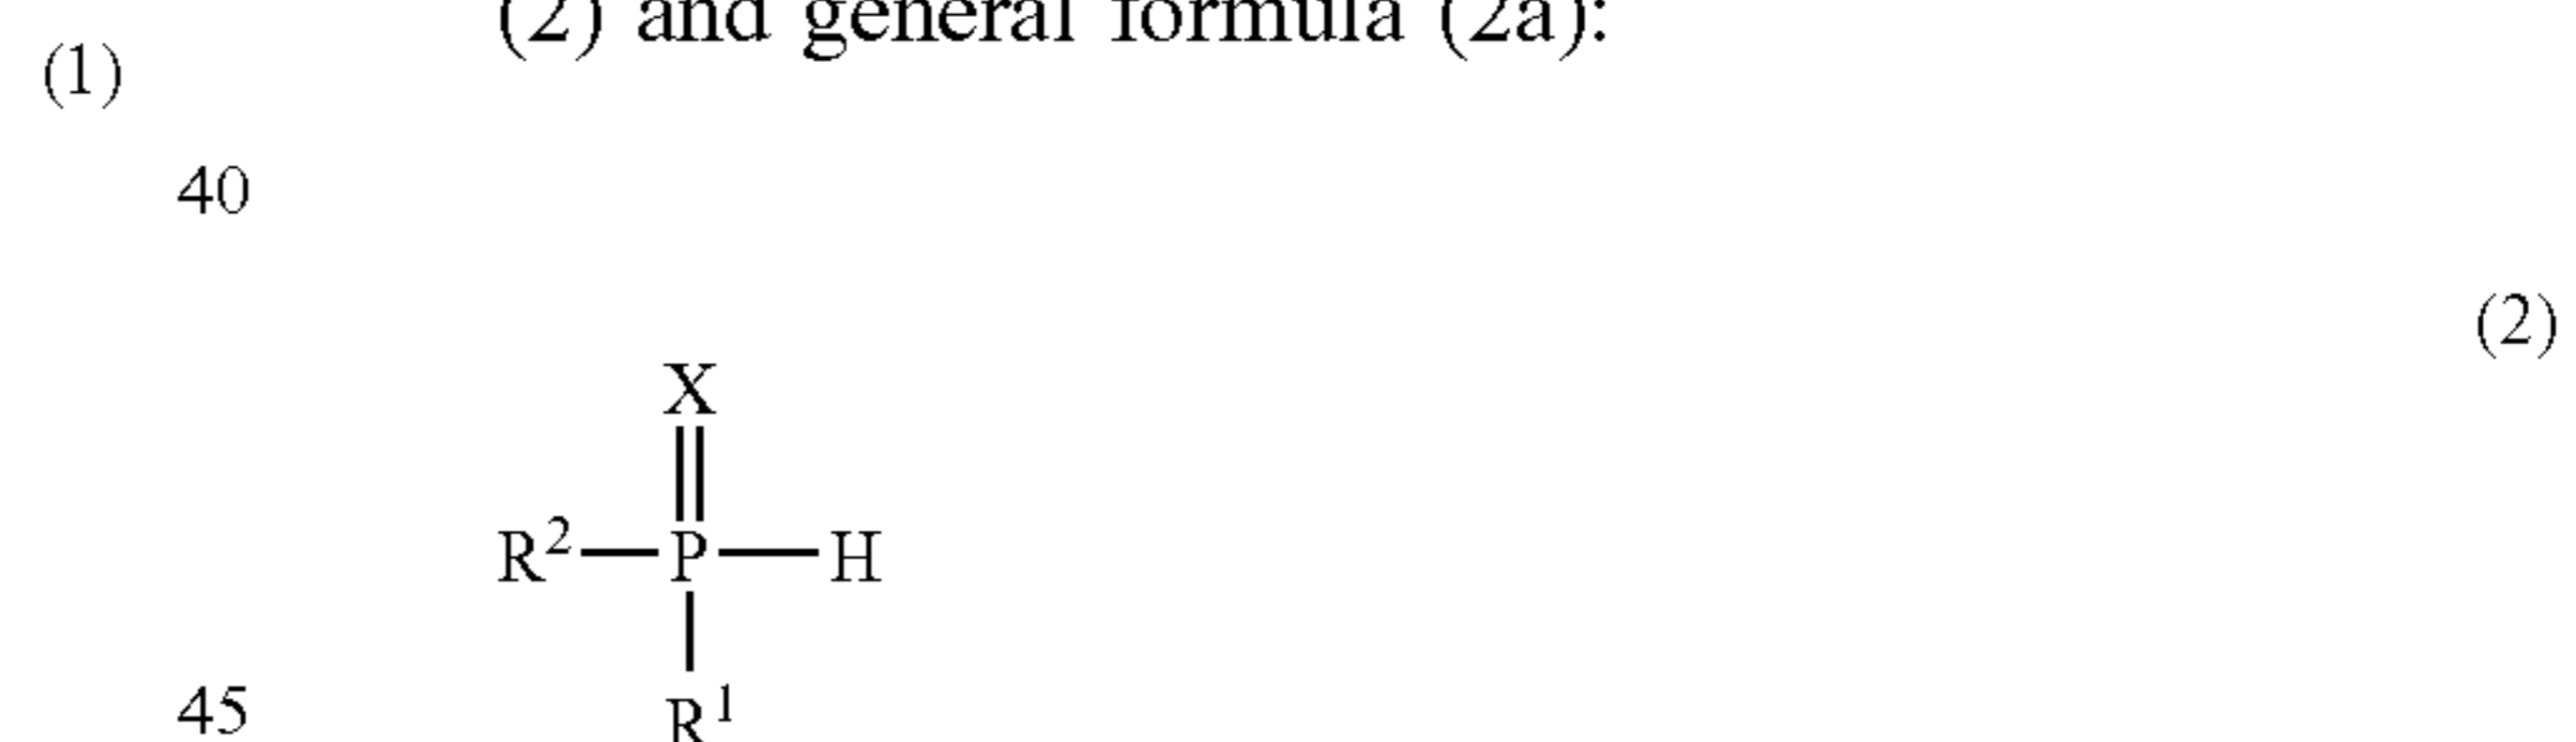 (2) and general formula (2a):
(1)
40
(2)
X
R² P H
45
R¹